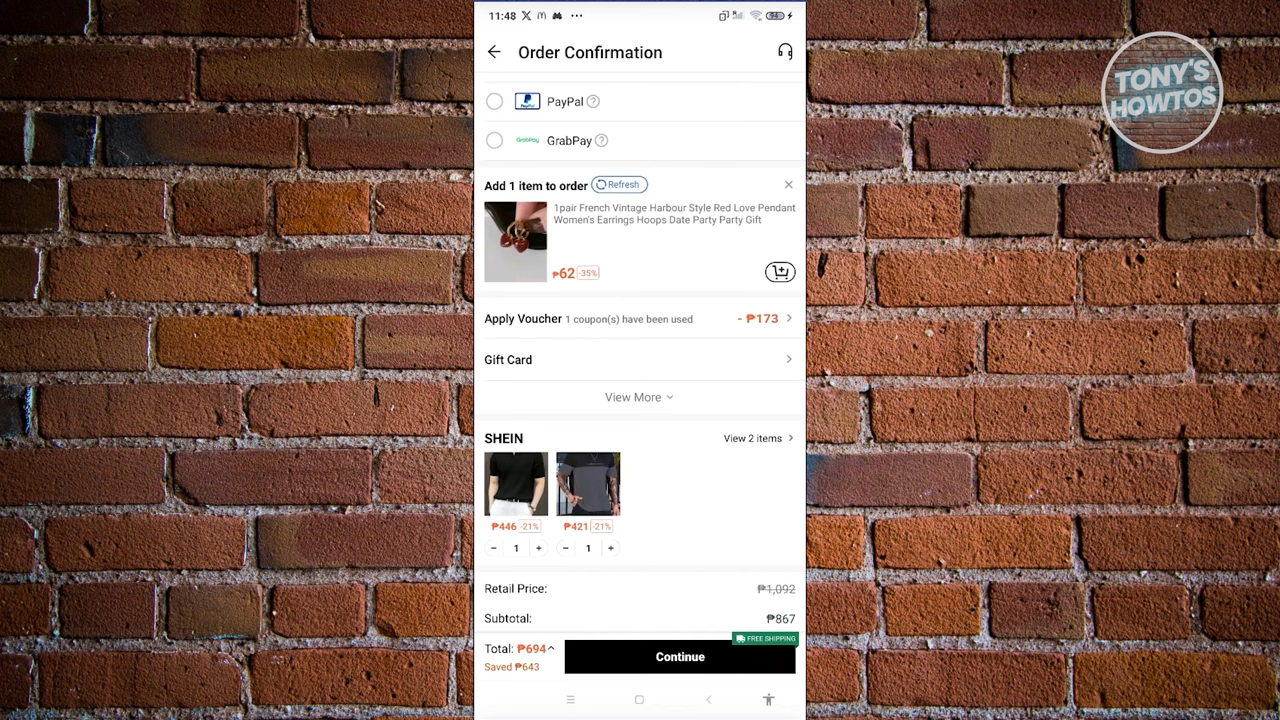 11:48
84
Order Confirmation
TONY'S
HOWTOS
PayPal
PayPal
GrabPay
GrabPay
Add 1 item to order Refresh
1pair French Vintage Harbour Style Red Love Pendant
Women's Earrings Hoops Date Party Party Gift
₱62 -35%
Apply Voucher 1 coupon(s) have been used - ₱173
Gift Card
View More
SHEIN View 2 items
₱446 -21% ₱421 -21%
− 1 + − 1 +
Retail Price: ₱1,092
Subtotal: ₱867
FREE SHIPPING
Total: ₱694
Continue
Saved ₱643